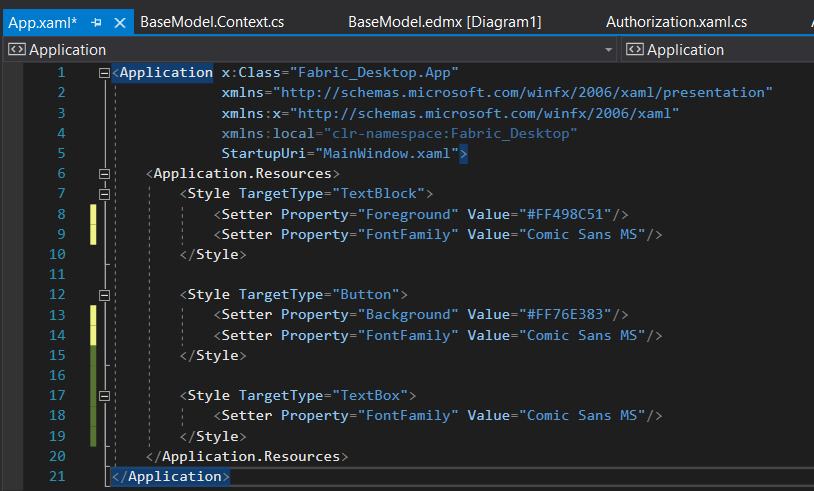 App.xaml* BaseModel.Context.cs BaseModel.edmx [Diagram1] Authorization.xaml.cs
Application Application
1 <Application x:Class="Fabric_Desktop.App"
2 xmlns="http://schemas.microsoft.com/winfx/2006/xaml/presentation"
3 xmlns:x="http://schemas.microsoft.com/winfx/2006/xaml"
4 xmlns:local="clr-namespace:Fabric_Desktop"
5 StartupUri="MainWindow.xaml">
6 <Application.Resources>
7 <Style TargetType="TextBlock">
8 <Setter Property="Foreground" Value="#FF498C51"/>
9 <Setter Property="FontFamily" Value="Comic Sans MS"/>
10 </Style>
11
12 <Style TargetType="Button">
13 <Setter Property="Background" Value="#FF76E383"/>
14 <Setter Property="FontFamily" Value="Comic Sans MS"/>
15 </Style>
16
17 <Style TargetType="TextBox">
18 <Setter Property="FontFamily" Value="Comic Sans MS"/>
19 </Style>
20 </Application.Resources>
21 </Application>